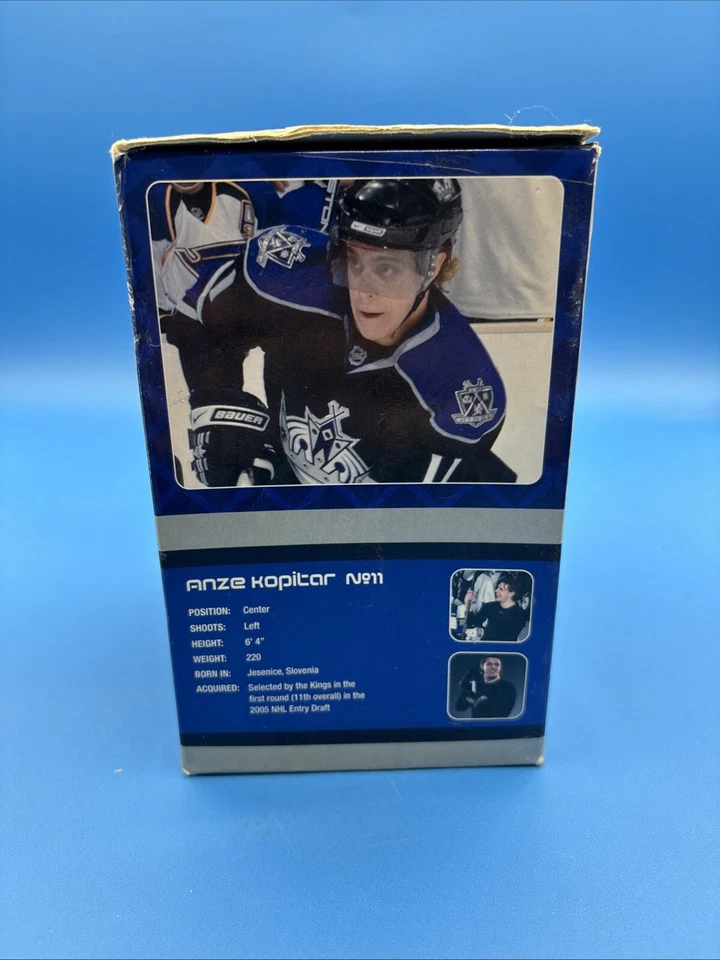 BAUER
11
Anze Kopitar Nº11
POSITION: Center
SHOOTS: Left
HEIGHT: 6' 4"
WEIGHT: 220
BORN IN: Jesenice, Slovenia
ACQUIRED: Selected by the Kings in the
first round (11th overall) in the
2005 NHL Entry Draft